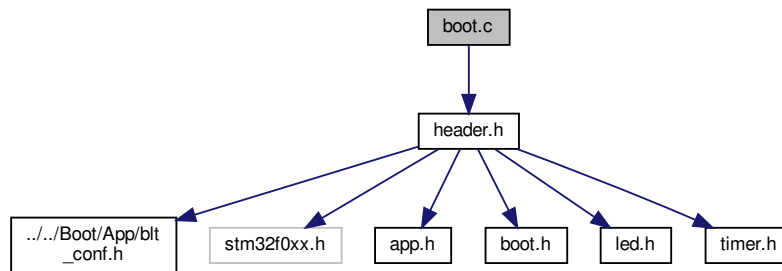 boot.c
header.h
../../Boot/App/blt
_conf.h
stm32f0xx.h
app.h
boot.h
led.h
timer.h